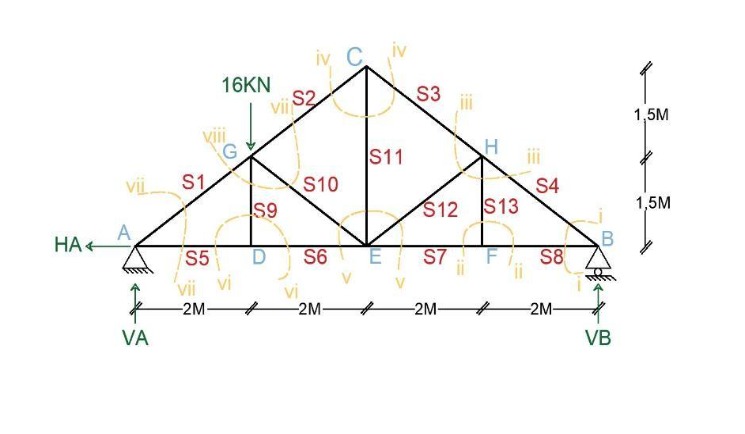 iv
C
iv
16KN
S2
S3
vii
iii
1,5M
viii
G
H
iii
S11
S1
S10
S4
vii
1,5M
S9
S12
S13
i
A
B
HA
S5
D
S6
E
S7
F
S8
vii
vi
vi
v
v
ii
ii
i
2M
2M
2M
2M
VA
VB